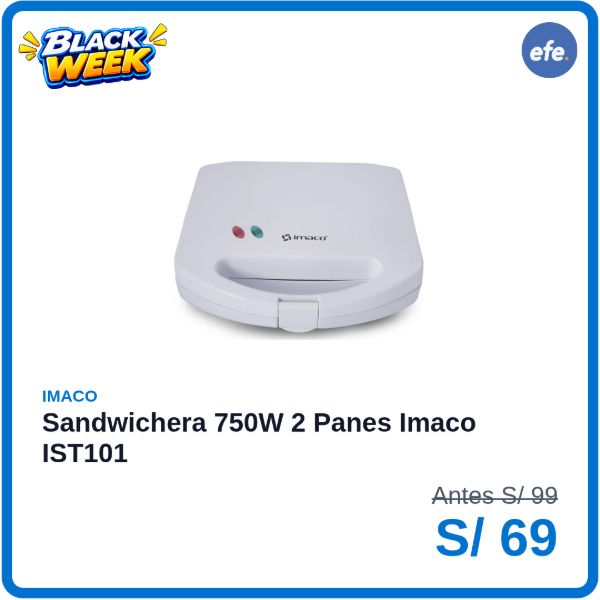 BLACK
WEEK
efe.
imaco
IMACO
Sandwichera 750W 2 Panes Imaco
IST101
Antes S/ 99
S/ 69